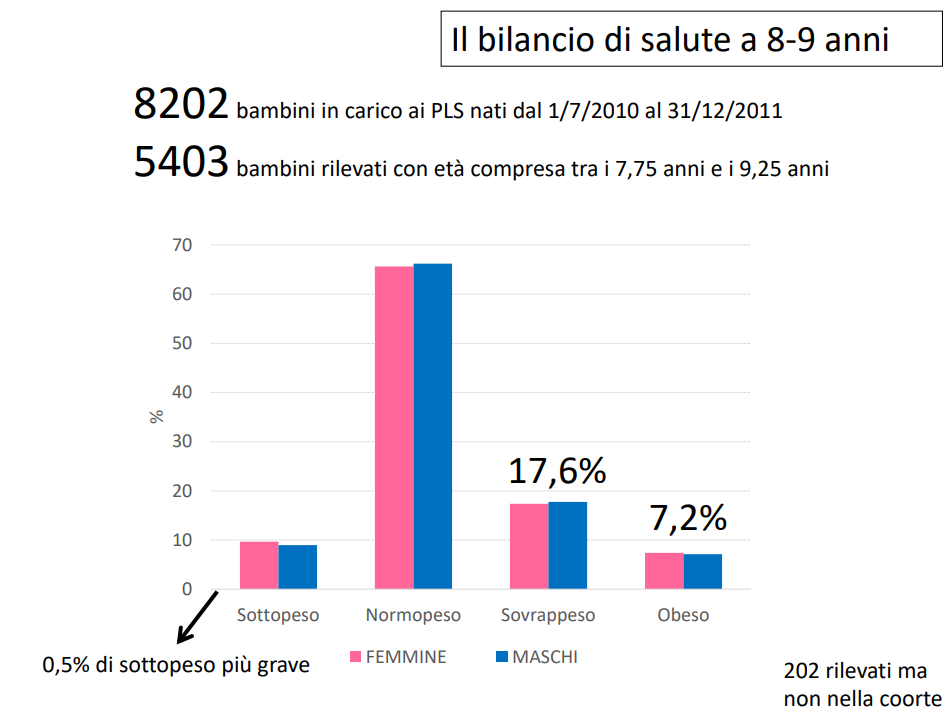 Il bilancio di salute a 8-9 anni
8202 bambini in carico ai PLS nati dal 1/7/2010 al 31/12/2011
5403 bambini rilevati con età compresa tra i 7,75 anni e i 9,25 anni
70
60
50
40
30
20
10
0
%
17,6%
7,2%
Sottopeso Normopeso Sovrappeso Obeso
0,5% di sottopeso più grave
FEMMINE MASCHI
202 rilevati ma
non nella coorte